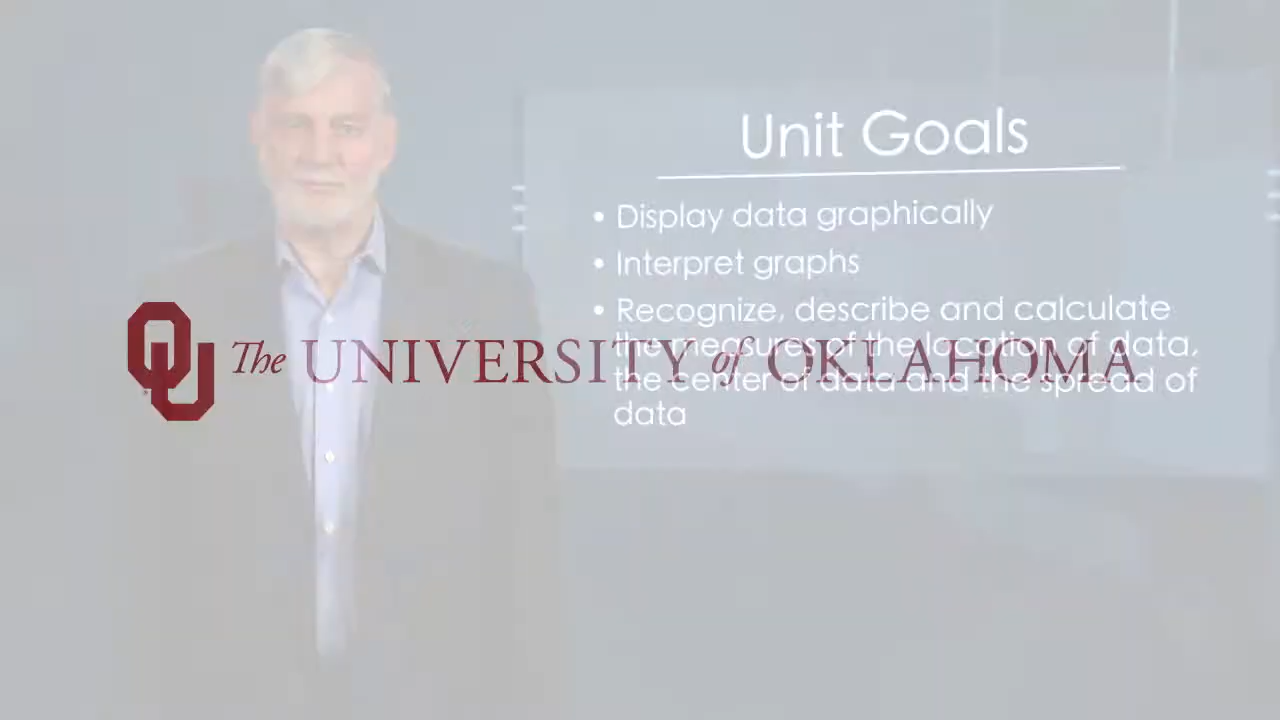 Unit Goals
• Display data graphically
• Interpret graphs
• Recognize, describe and calculate
the measures of the location of data,
the center of data and the spread of
data
OU The UNIVERSITY of OKLAHOMA